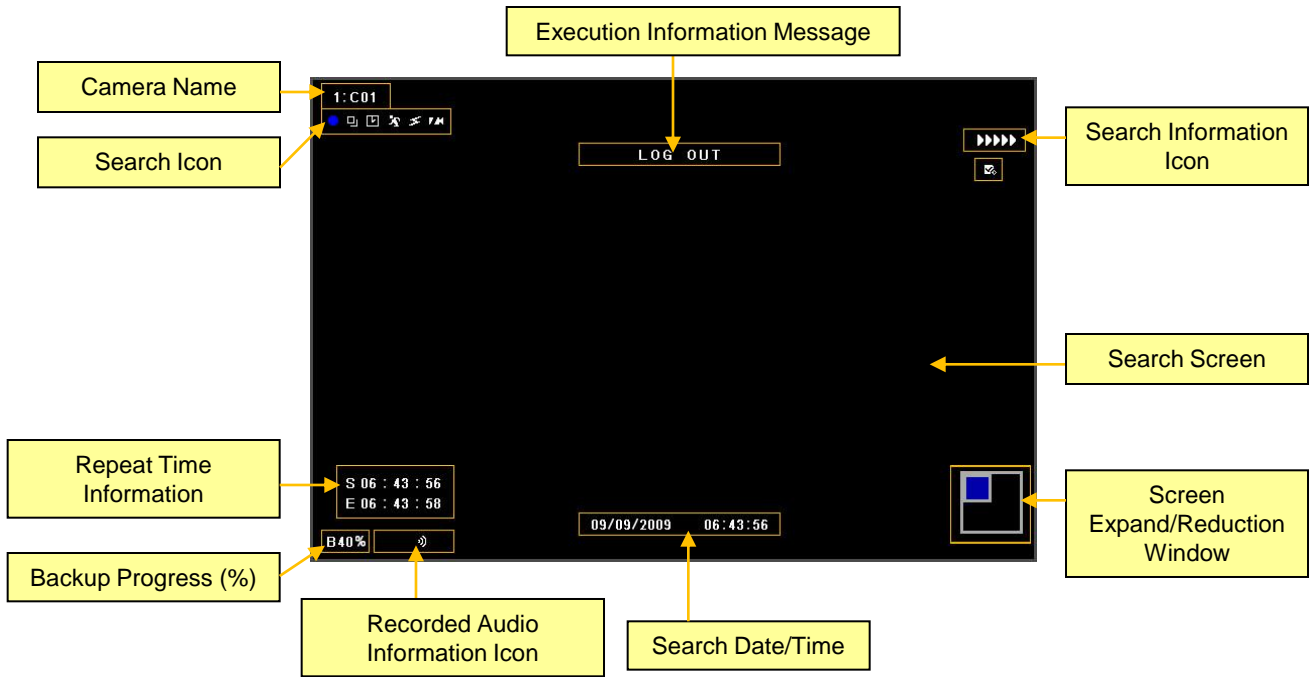 Execution Information Message
Camera Name
1:C01
Search Icon
LOG OUT
Search Information
Icon
Search Screen
Repeat Time
Information
S 06 : 43 : 56
E 06 : 43 : 58
09/09/2009 06:43:56
Screen
Expand/Reduction
Window
B40%
Backup Progress (%)
Recorded Audio
Information Icon
Search Date/Time